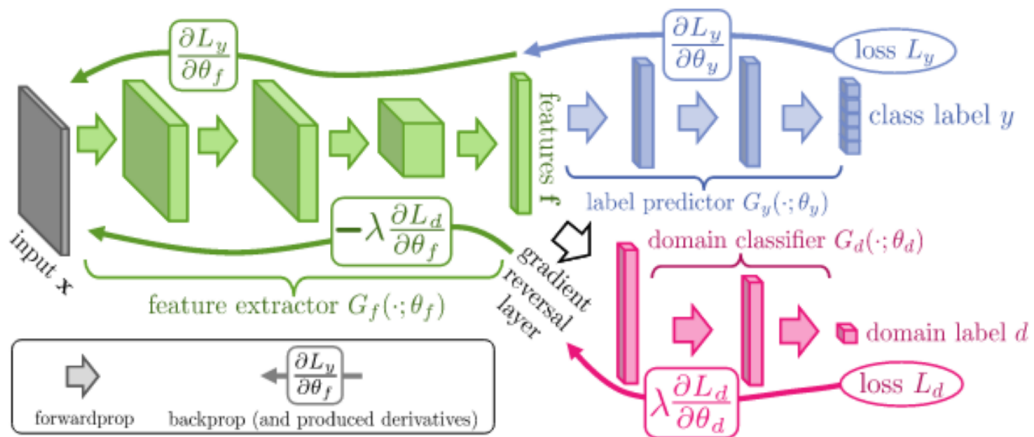 ∂L_y/∂θ_f
∂L_y/∂θ_y
loss L_y
features f
class label y
label predictor G_y(·; θ_y)
−λ ∂L_d/∂θ_f
input x
feature extractor G_f(·; θ_f)
gradient
reversal
layer
domain classifier G_d(·; θ_d)
domain label d
λ ∂L_d/∂θ_d
loss L_d
∂L_y/∂θ_f
forwardprop
backprop (and produced derivatives)